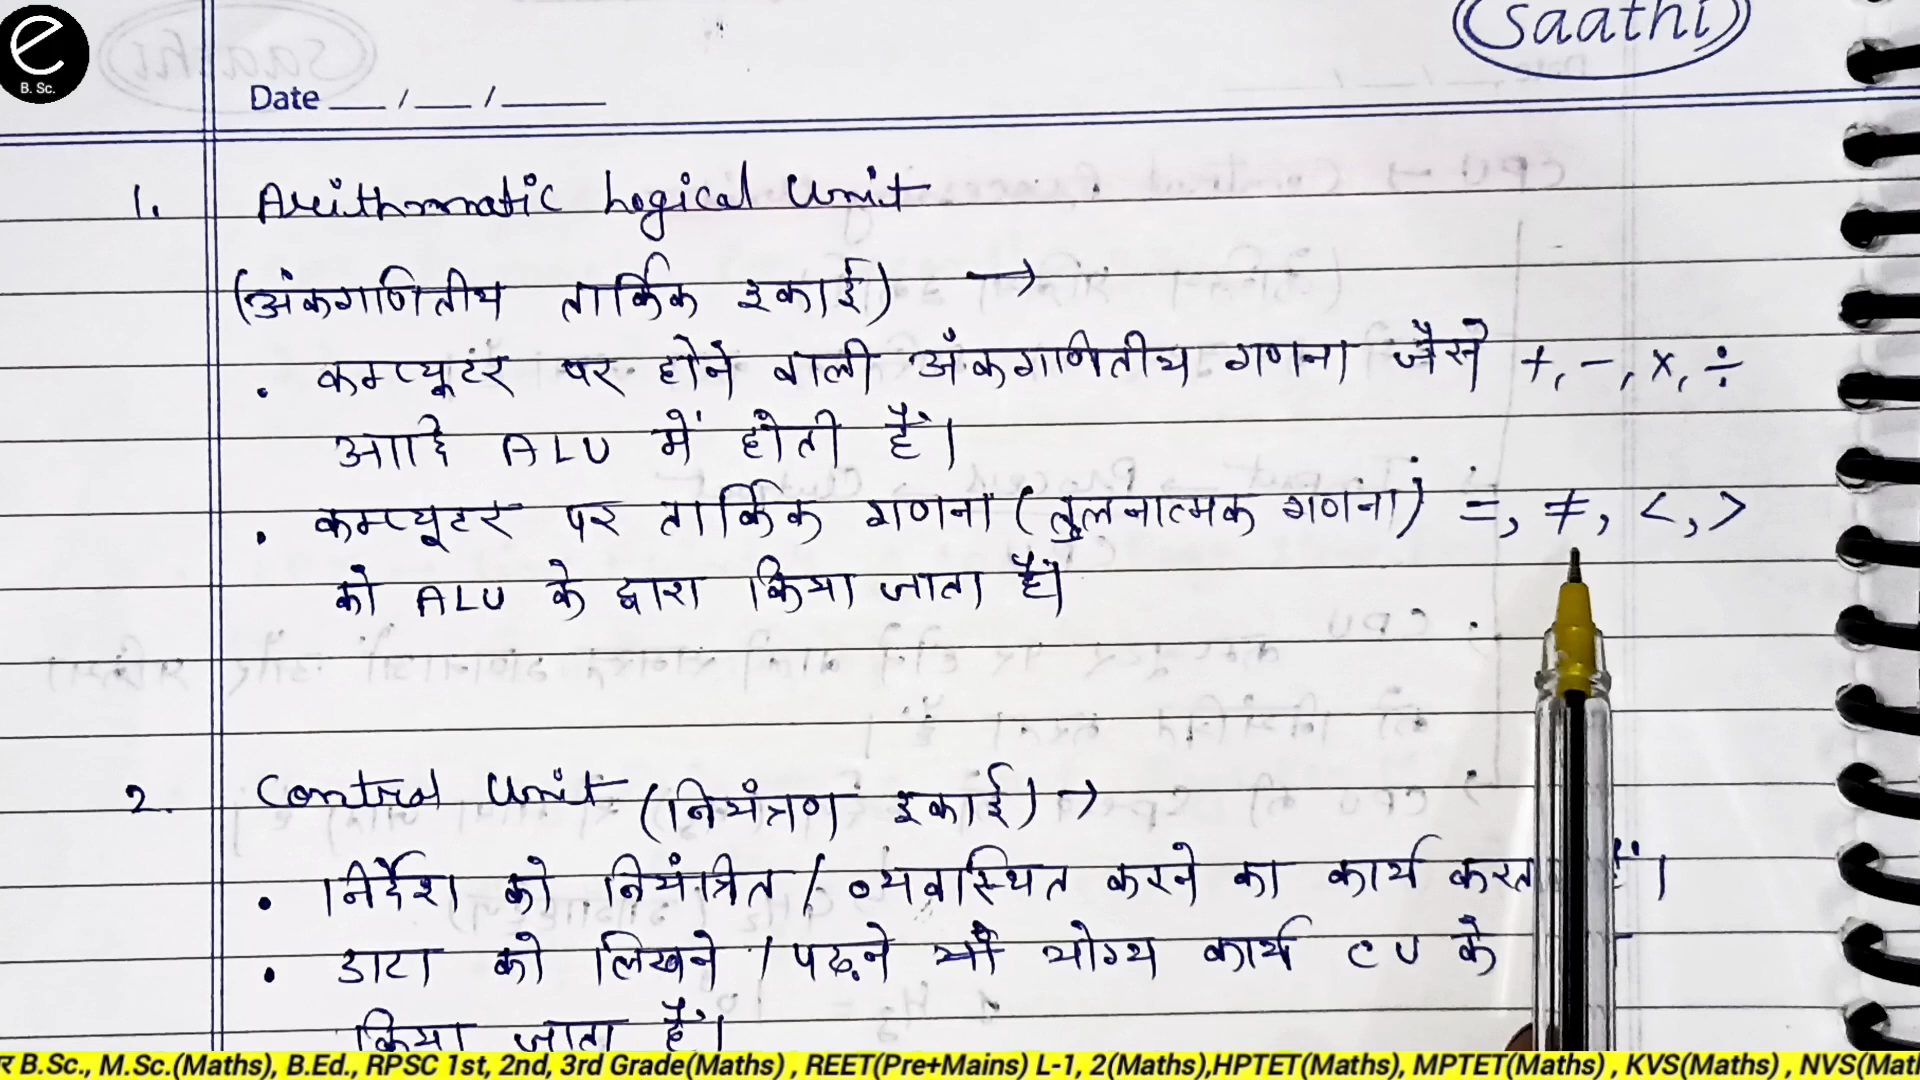 e
B. Sc.
Saathi
Date __ / __ / ____
1. Arithmatic Logical Unit
(अंकगणितीय तार्किक इकाई) →
. कम्प्यूटर पर होने वाली अंकगणितीय गणना जैसे +, -, ×, ÷
आदि ALU में होती हैं।
. कम्प्यूटर पर तार्किक गणना (तुलनात्मक गणना) =, ≠, <, >
को ALU के द्वारा किया जाता है।
2. Control Unit (नियंत्रण इकाई) →
. निर्देश को नियंत्रित / व्यवस्थित करने का कार्य करता हैं।
. डाटा को लिखने / पढ़ने योग्य कार्य CU के
किया जाता हैं।
र B.Sc., M.Sc.(Maths), B.Ed., RPSC 1st, 2nd, 3rd Grade(Maths) , REET(Pre+Mains) L-1, 2(Maths),HPTET(Maths), MPTET(Maths) , KVS(Maths) , NVS(Mat